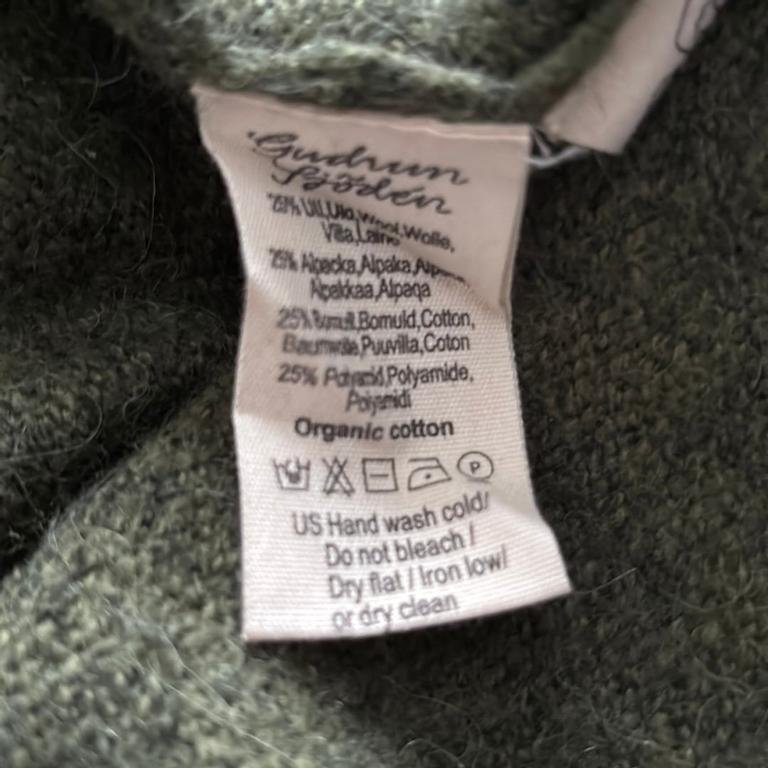 Gudrun
Sjödén
25% Ull,Uld,Wool,Wolle,
Villa,Laine
25% Alpacka,Alpaka,
Alpakkaa,Alpaqa
25% Bomull,Bomuld,Cotton,
Baumwolle,Puuvilla,Coton
25% Polyamid,Polyamide,
Polyamidi
Organic cotton
P
US Hand wash cold/
Do not bleach /
Dry flat / Iron low/
or dry clean